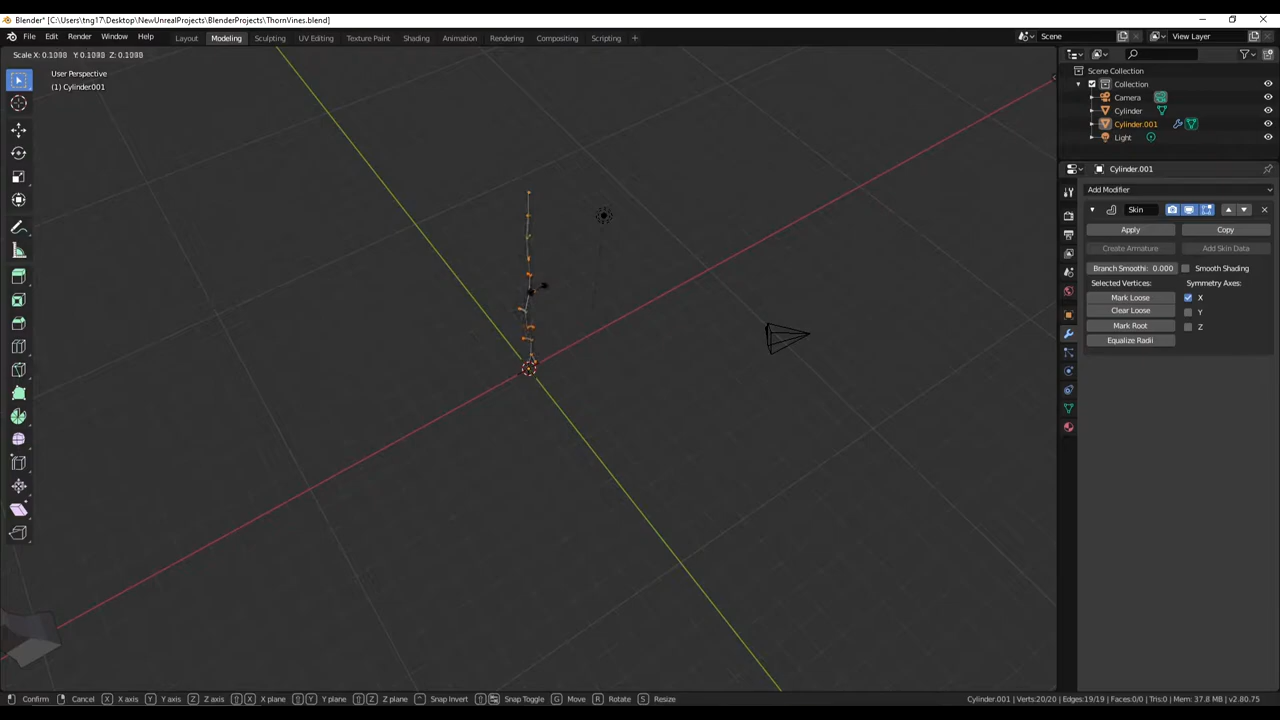 Blender* [C:\Users\tng17\Desktop\NewUnrealProjects\BlenderProjects\ThornVines.blend]
File Edit Render Window Help Layout Modeling Sculpting UV Editing Texture Paint Shading Animation Rendering Compositing Scripting + Scene View Layer
Scale X: 0.1098 Y: 0.1098 Z: 0.1098
User Perspective
(1) Cylinder.001
Scene Collection
Collection
Camera
Cylinder
Cylinder.001
Light
Cylinder.001
Add Modifier
Skin
Apply Copy
Create Armature Add Skin Data
Branch Smoothi: 0.000 Smooth Shading
Selected Vertices: Symmetry Axes:
Mark Loose X
Clear Loose Y
Mark Root Z
Equalize Radii
Confirm Cancel X X axis Y Y axis Z Z axis X X plane Y Y plane Z Z plane Snap Invert Snap Toggle G Move R Rotate S Resize Cylinder.001 | Verts:20/20 | Edges:19/19 | Faces:0/0 | Tris:0 | Mem: 37.8 MB | v2.80.75